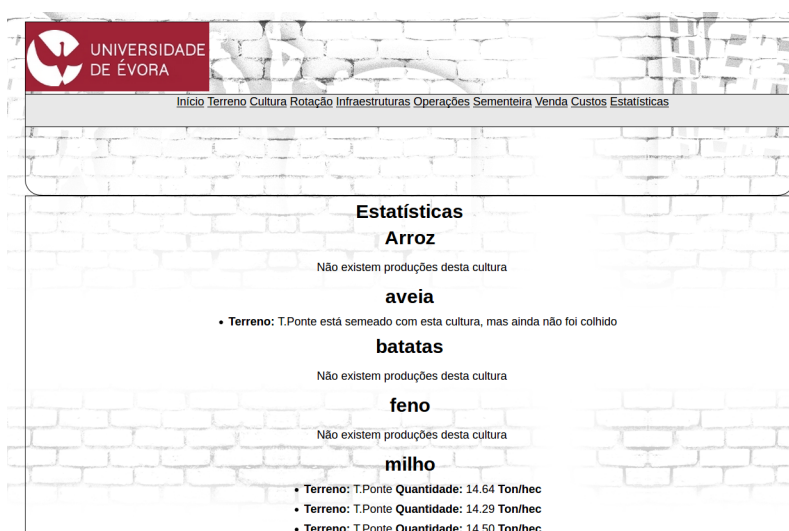 UNIVERSIDADE
DE ÉVORA
Início Terreno Cultura Rotação Infraestruturas Operações Sementeira Venda Custos Estatísticas
Estatísticas
Arroz
Não existem produções desta cultura
aveia
• Terreno: T.Ponte está semeado com esta cultura, mas ainda não foi colhido
batatas
Não existem produções desta cultura
feno
Não existem produções desta cultura
milho
• Terreno: T.Ponte Quantidade: 14.64 Ton/hec
• Terreno: T.Ponte Quantidade: 14.29 Ton/hec
• Terreno: T.Ponte Quantidade: 14.50 Ton/hec